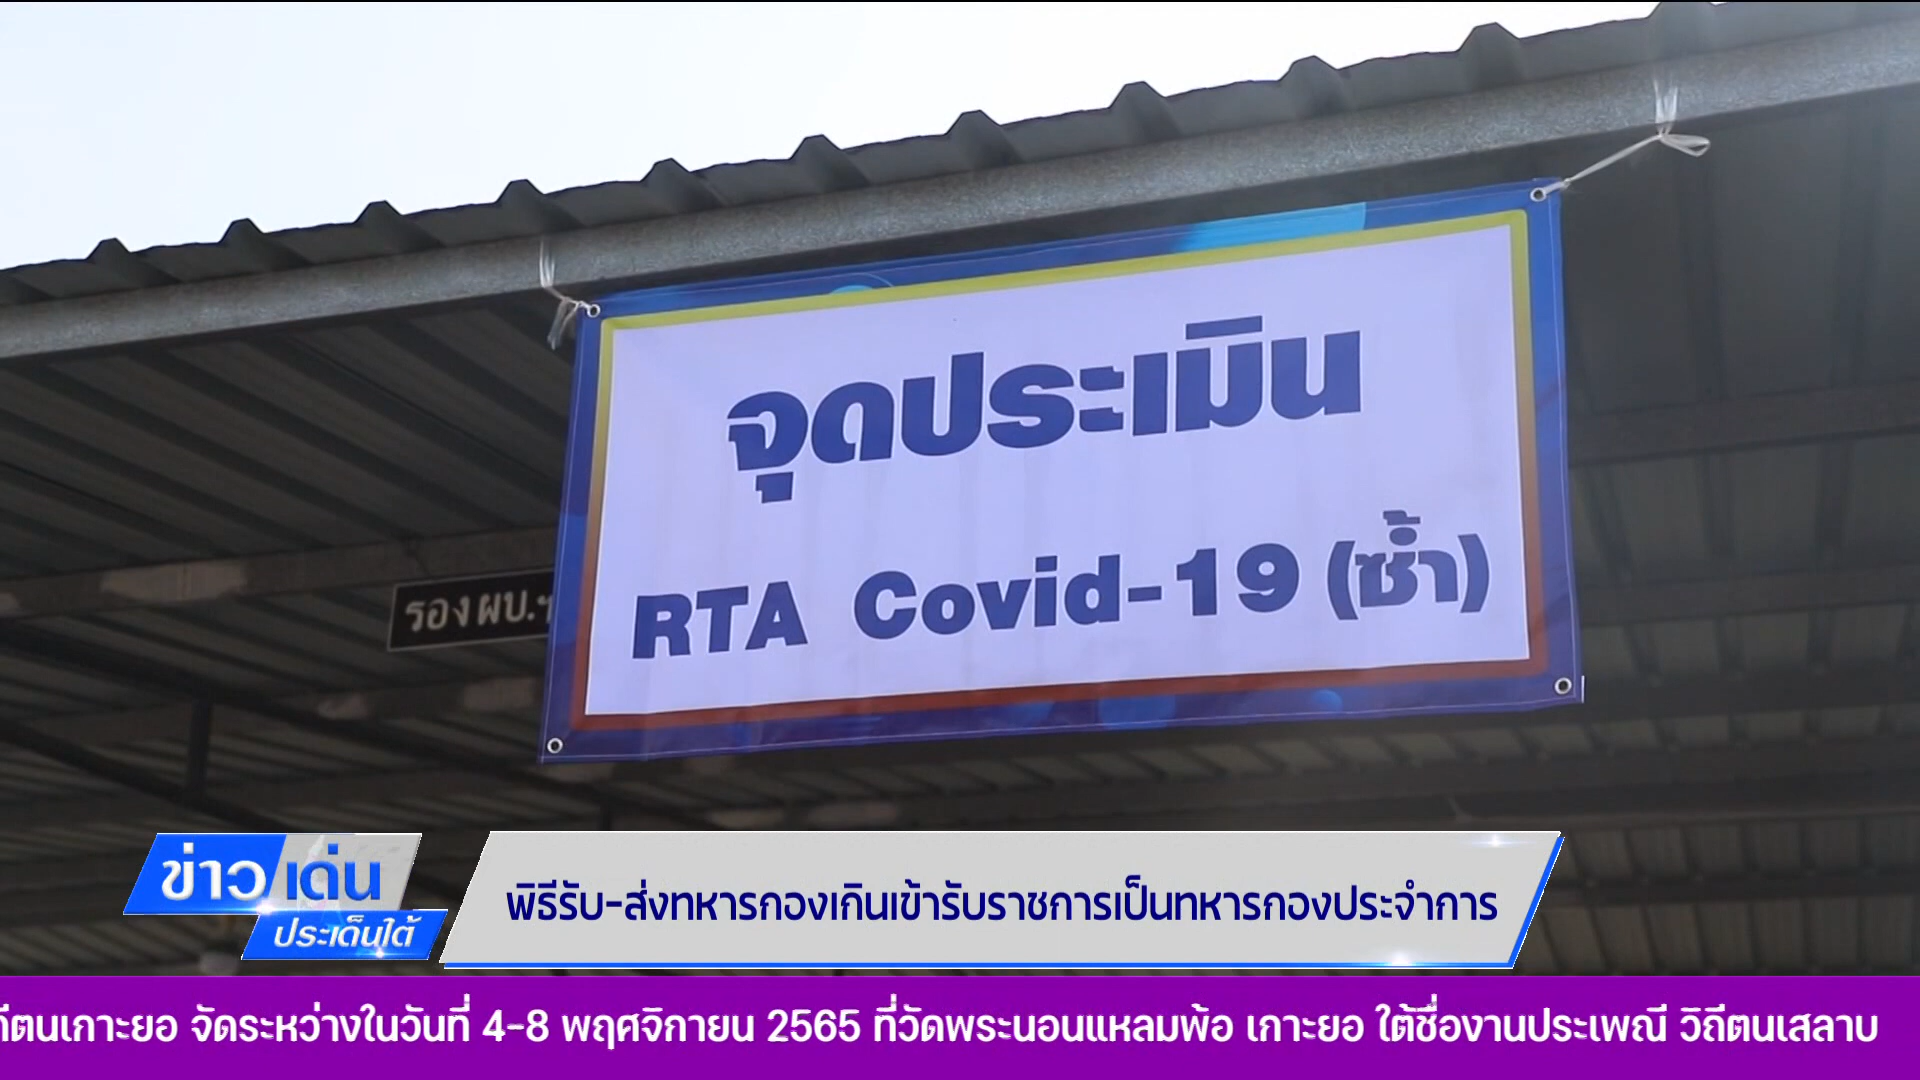 จุดประเมิน
RTA Covid-19 (ซ้ำ)
รอง ผบ.
ข่าวเด่น
ประเด็นใต้
พิธีรับ-ส่งทหารกองเกินเข้ารับราชการเป็นทหารกองประจำการ
เกาะยอ จัดระหว่างในวันที่ 4-8 พฤศจิกายน 2565 ที่วัดพระนอนแหลมพ้อ เกาะยอ ใต้ชื่องานประเพณี วิถีตนเสลาบ